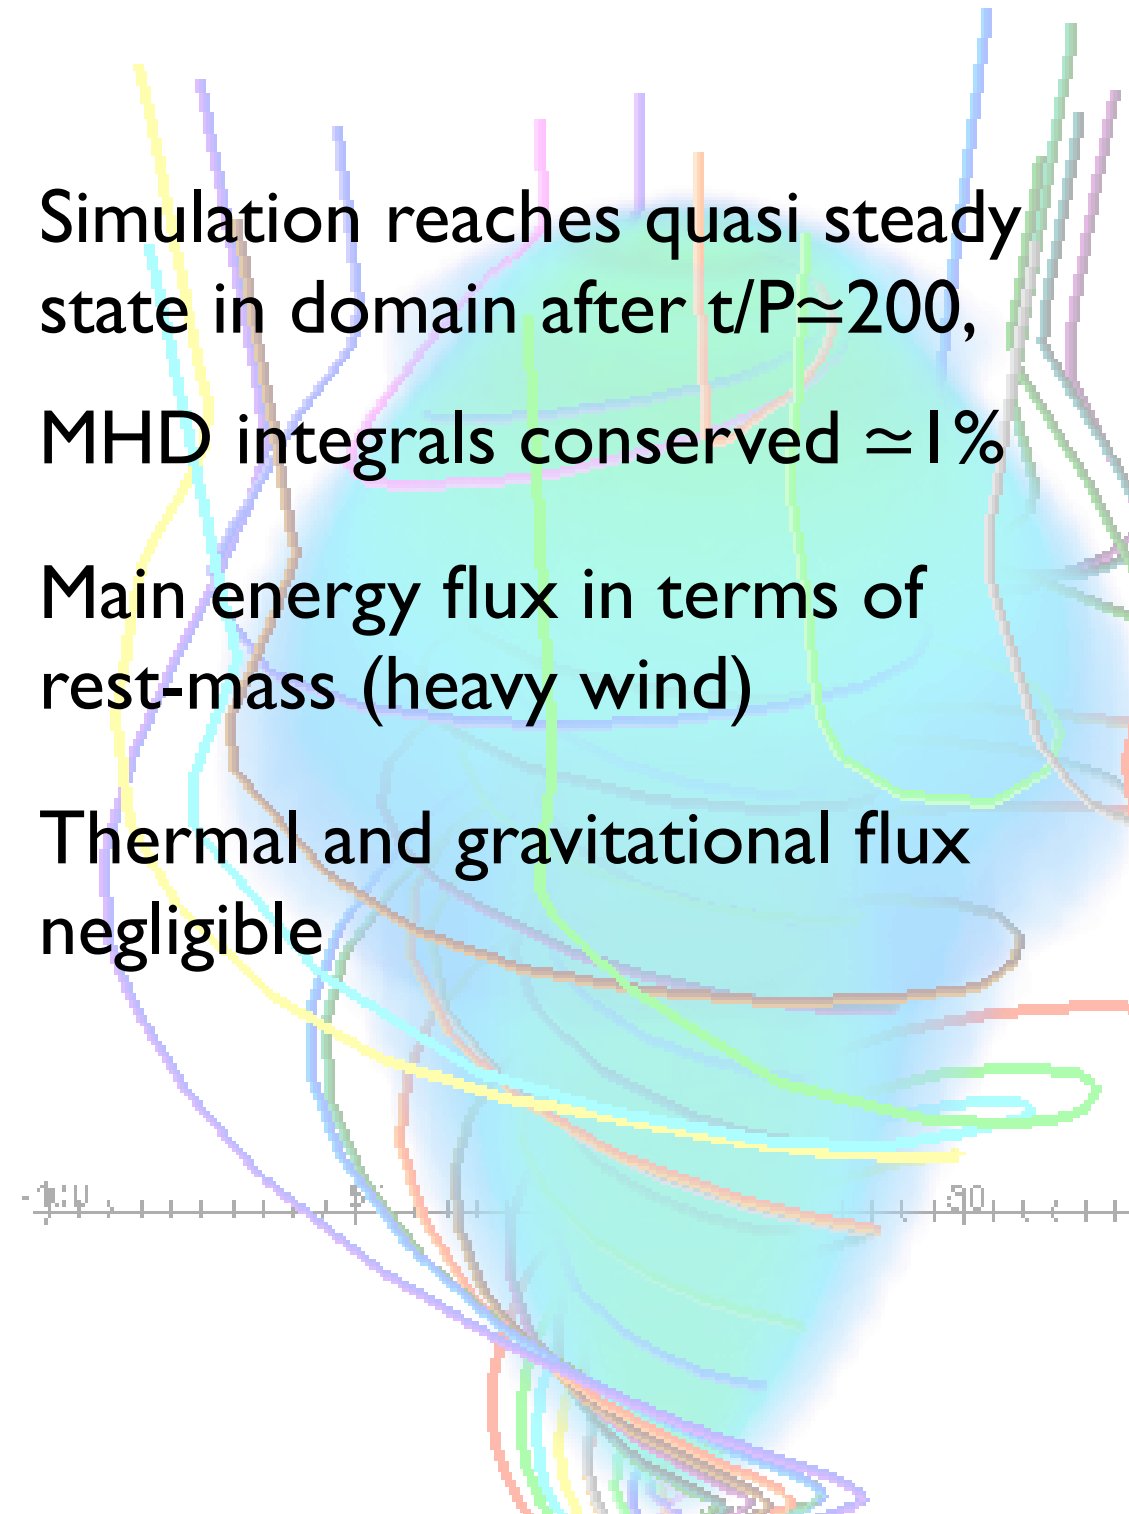 Simulation reaches quasi steady
state in domain after t/P≃200,
MHD integrals conserved ≃1%
Main energy flux in terms of
rest-mass (heavy wind)
Thermal and gravitational flux
negligible